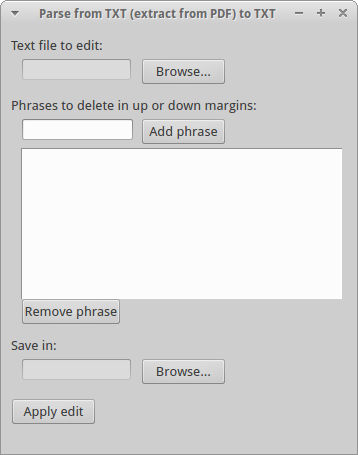 Parse from TXT (extract from PDF) to TXT
Text file to edit:
Browse...
Phrases to delete in up or down margins:
Add phrase
Remove phrase
Save in:
Browse...
Apply edit